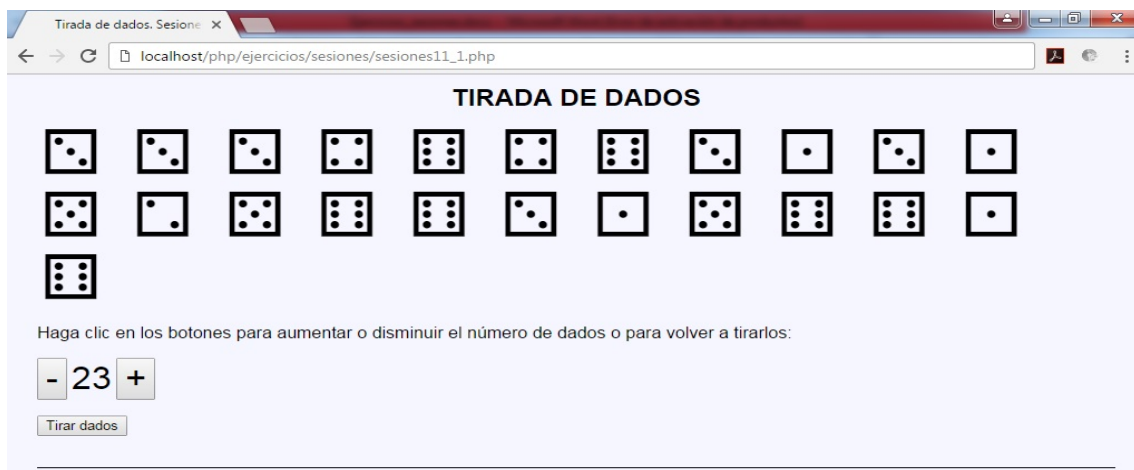 Tirada de dados. Sesione
localhost/php/ejercicios/sesiones/sesiones11_1.php
TIRADA DE DADOS
Haga clic en los botones para aumentar o disminuir el número de dados o para volver a tirarlos:
- 23 +
Tirar dados